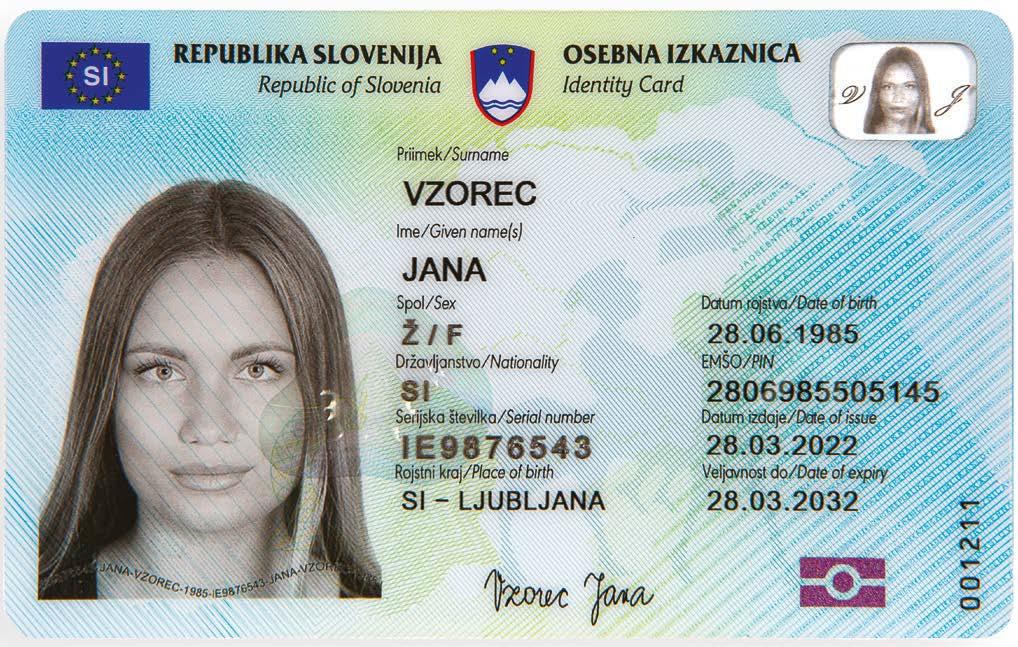 SI
REPUBLIKA SLOVENIJA
Republic of Slovenia
OSEBNA IZKAZNICA
Identity Card
V J
Priimek/Surname
VZOREC
Ime/Given name(s)
JANA
Spol/Sex
Ž / F
Datum rojstva/Date of birth
28.06.1985
Državljanstvo/Nationality
SI
EMŠO/PIN
2806985505145
Serijska številka/Serial number
IE9876543
Datum izdaje/Date of issue
28.03.2022
Rojstni kraj/Place of birth
SI – LJUBLJANA
Veljavnost do/Date of expiry
28.03.2032
JANA-VZOREC-1985-IE9876543-JANA-VZOR
Vzorec Jana
001211